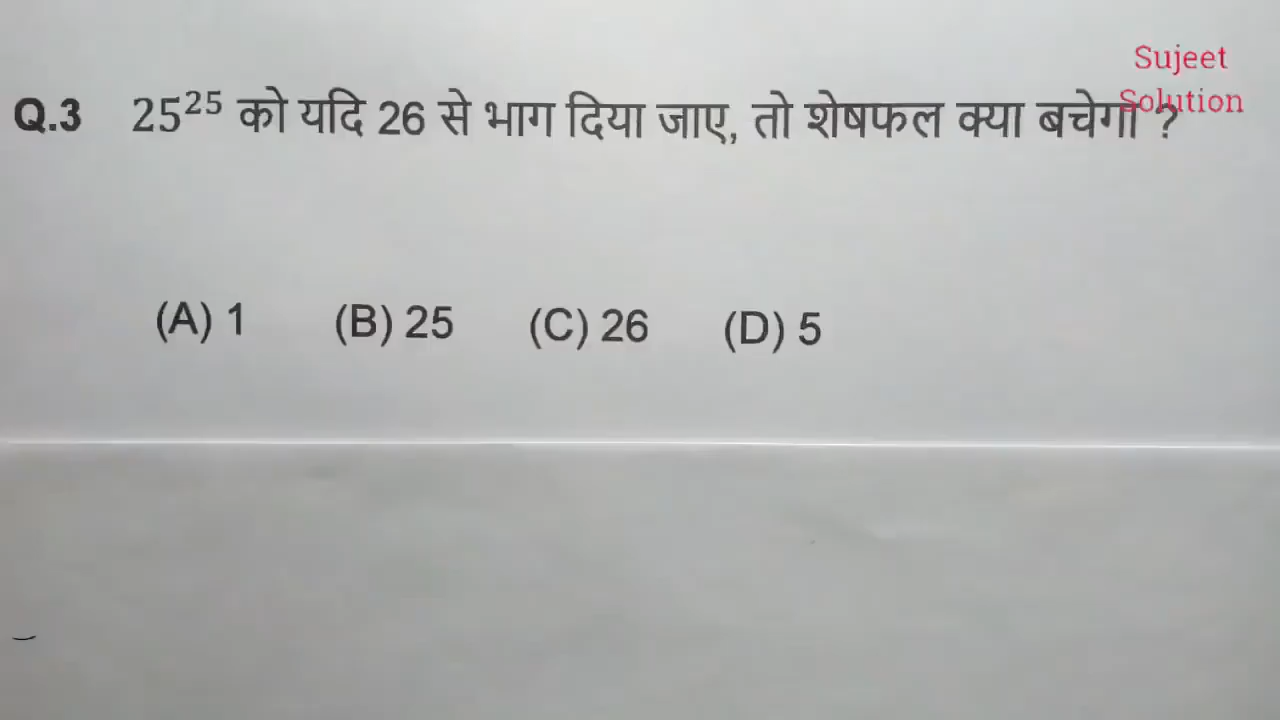 Sujeet
Solution
Q.3 25²⁵ को यदि 26 से भाग दिया जाए, तो शेषफल क्या बचेगा ?
(A) 1 (B) 25 (C) 26 (D) 5